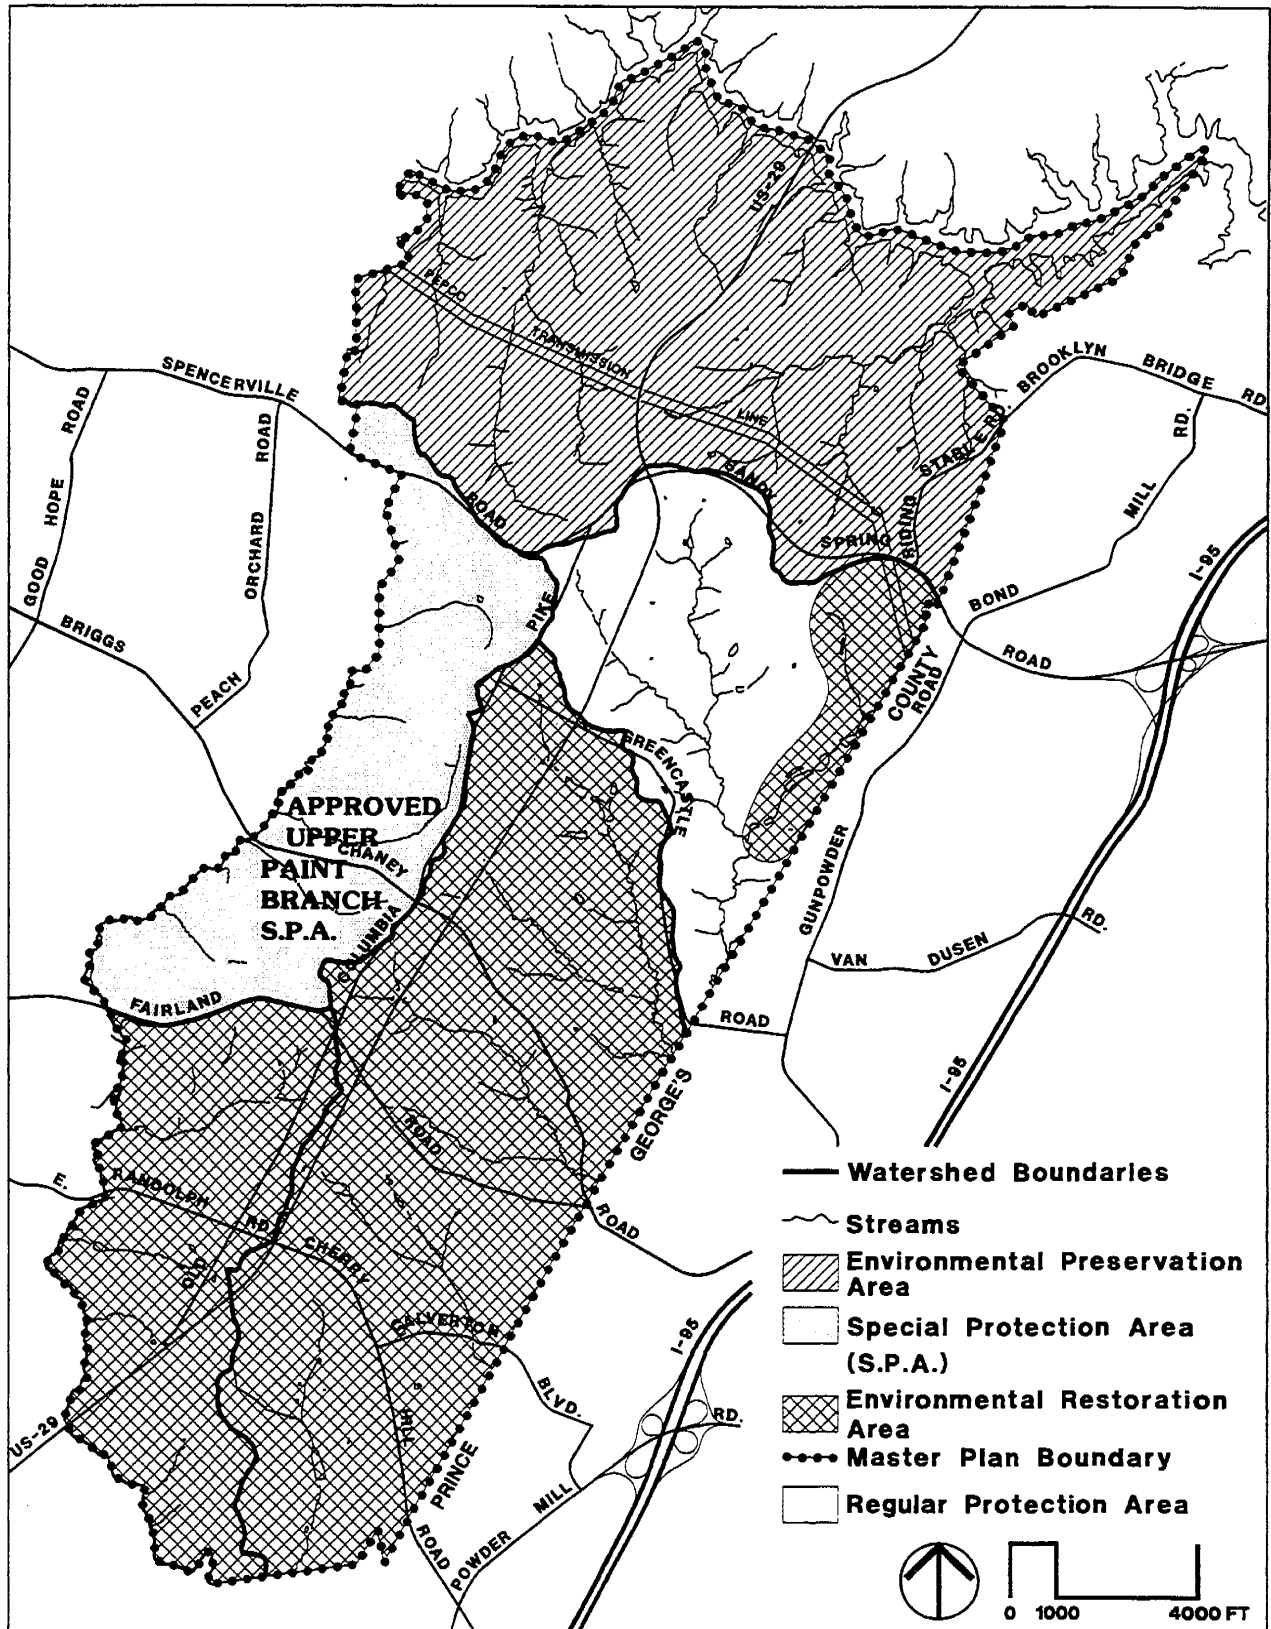 US-29
PEPCO
TRANSMISSION
LINE
SPENCERVILLE
ROAD
ROAD
ROAD
GOOD HOPE
PEACH ORCHARD
BRIGGS
CHANEY
SANDY
SPRING
ROAD
RIDING
STABLE RD.
BROOKLYN
BRIDGE
RD
RD.
MILL
BOND
I-95
PIKE
COUNTY
ROAD
GREENCASTLE
APPROVED
UPPER
PAINT
BRANCH
S.P.A.
COLUMBIA
GUNPOWDER
VAN
DUSEN
RD.
FAIRLAND
ROAD
I-95
GEORGE'S
ROAD
ROAD
E.
RANDOLPH
RD.
OLD
CHERRY
HILL
CALVERTON
BLVD.
I-95
RD.
US-29
PRINCE
ROAD
POWDER
MILL
Watershed Boundaries
Streams
Environmental Preservation
Area
Special Protection Area
(S.P.A.)
Environmental Restoration
Area
Master Plan Boundary
Regular Protection Area
0 1000 4000 FT